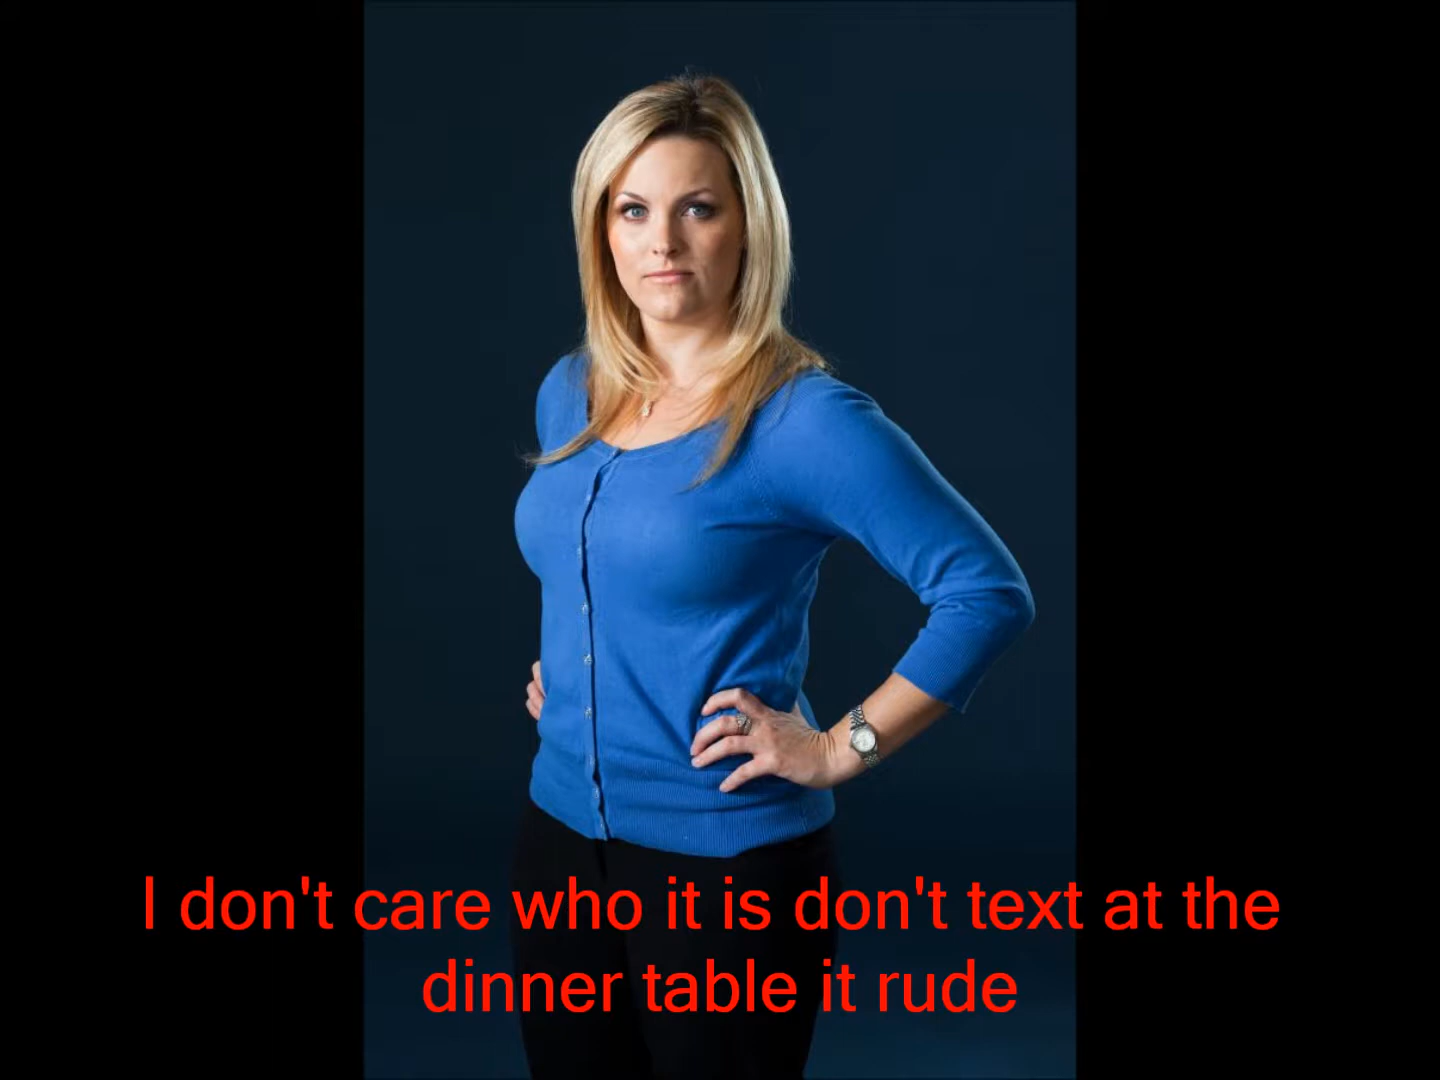 I don't care who it is don't text at the
dinner table it rude